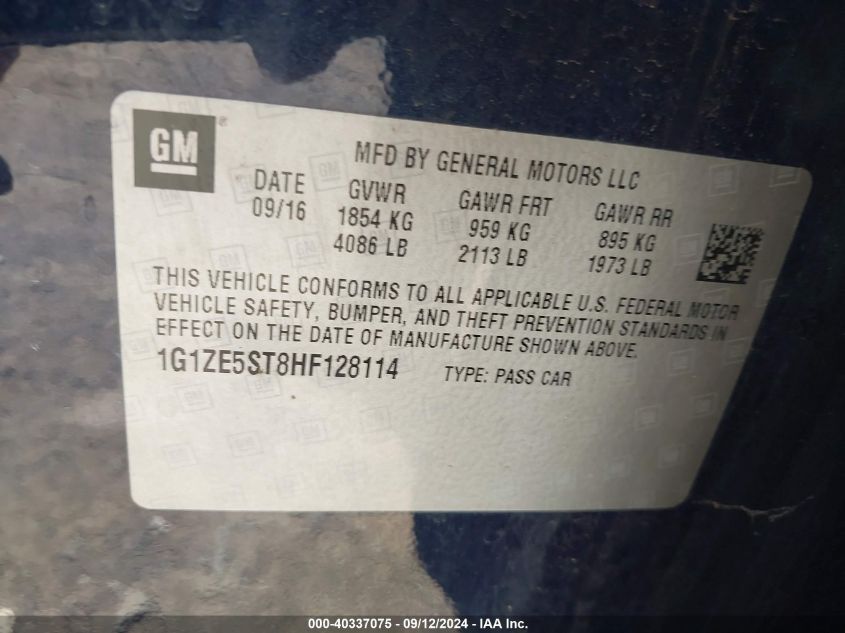 GM®
MFD BY GENERAL MOTORS LLC
DATE GVWR GAWR FRT GAWR RR
09/16 1854 KG 959 KG 895 KG
4086 LB 2113 LB 1973 LB
THIS VEHICLE CONFORMS TO ALL APPLICABLE U.S. FEDERAL MOTOR
VEHICLE SAFETY, BUMPER, AND THEFT PREVENTION STANDARDS IN
EFFECT ON THE DATE OF MANUFACTURE SHOWN ABOVE.
1G1ZE5ST8HF128114 TYPE: PASS CAR
000-40337075 - 09/12/2024 - IAA Inc.